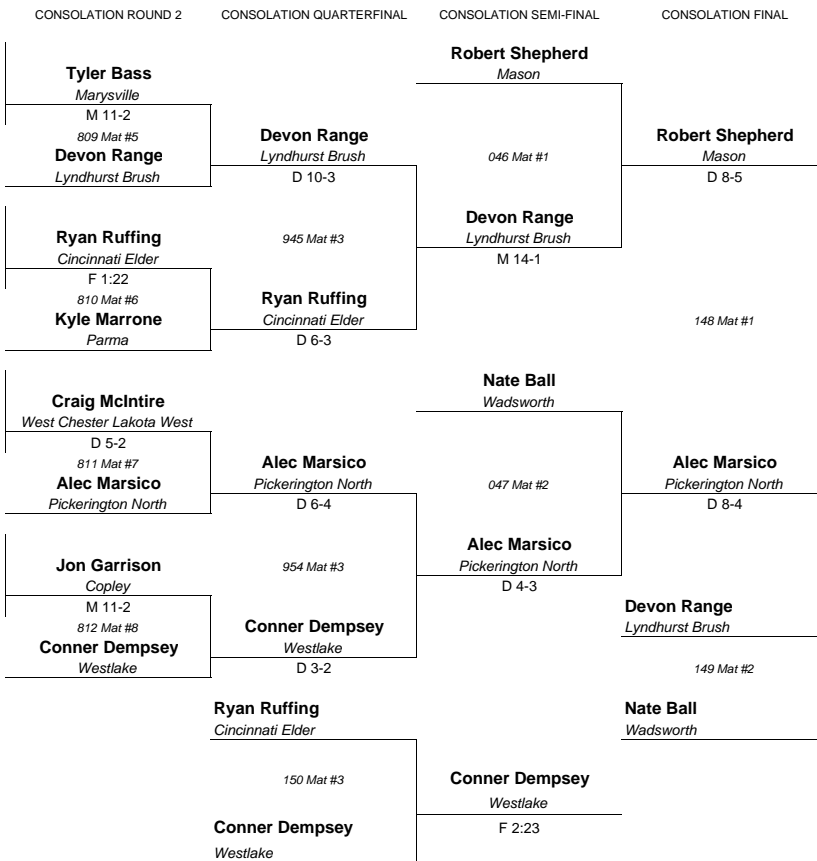 CONSOLATION ROUND 2
CONSOLATION QUARTERFINAL
CONSOLATION SEMI-FINAL
CONSOLATION FINAL
Tyler Bass
Marysville
M 11-2
809 Mat #5
Devon Range
Lyndhurst Brush
Ryan Ruffing
Cincinnati Elder
F 1:22
810 Mat #6
Kyle Marrone
Parma
Craig McIntire
West Chester Lakota West
D 5-2
811 Mat #7
Alec Marsico
Pickerington North
Jon Garrison
Copley
M 11-2
812 Mat #8
Conner Dempsey
Westlake
Devon Range
Lyndhurst Brush
D 10-3
945 Mat #3
Ryan Ruffing
Cincinnati Elder
D 6-3
Alec Marsico
Pickerington North
D 6-4
954 Mat #3
Conner Dempsey
Westlake
D 3-2
Ryan Ruffing
Cincinnati Elder
150 Mat #3
Conner Dempsey
Westlake
Robert Shepherd
Mason
046 Mat #1
Devon Range
Lyndhurst Brush
M 14-1
Nate Ball
Wadsworth
047 Mat #2
Alec Marsico
Pickerington North
D 4-3
Conner Dempsey
Westlake
F 2:23
Robert Shepherd
Mason
D 8-5
148 Mat #1
Alec Marsico
Pickerington North
D 8-4
Devon Range
Lyndhurst Brush
149 Mat #2
Nate Ball
Wadsworth